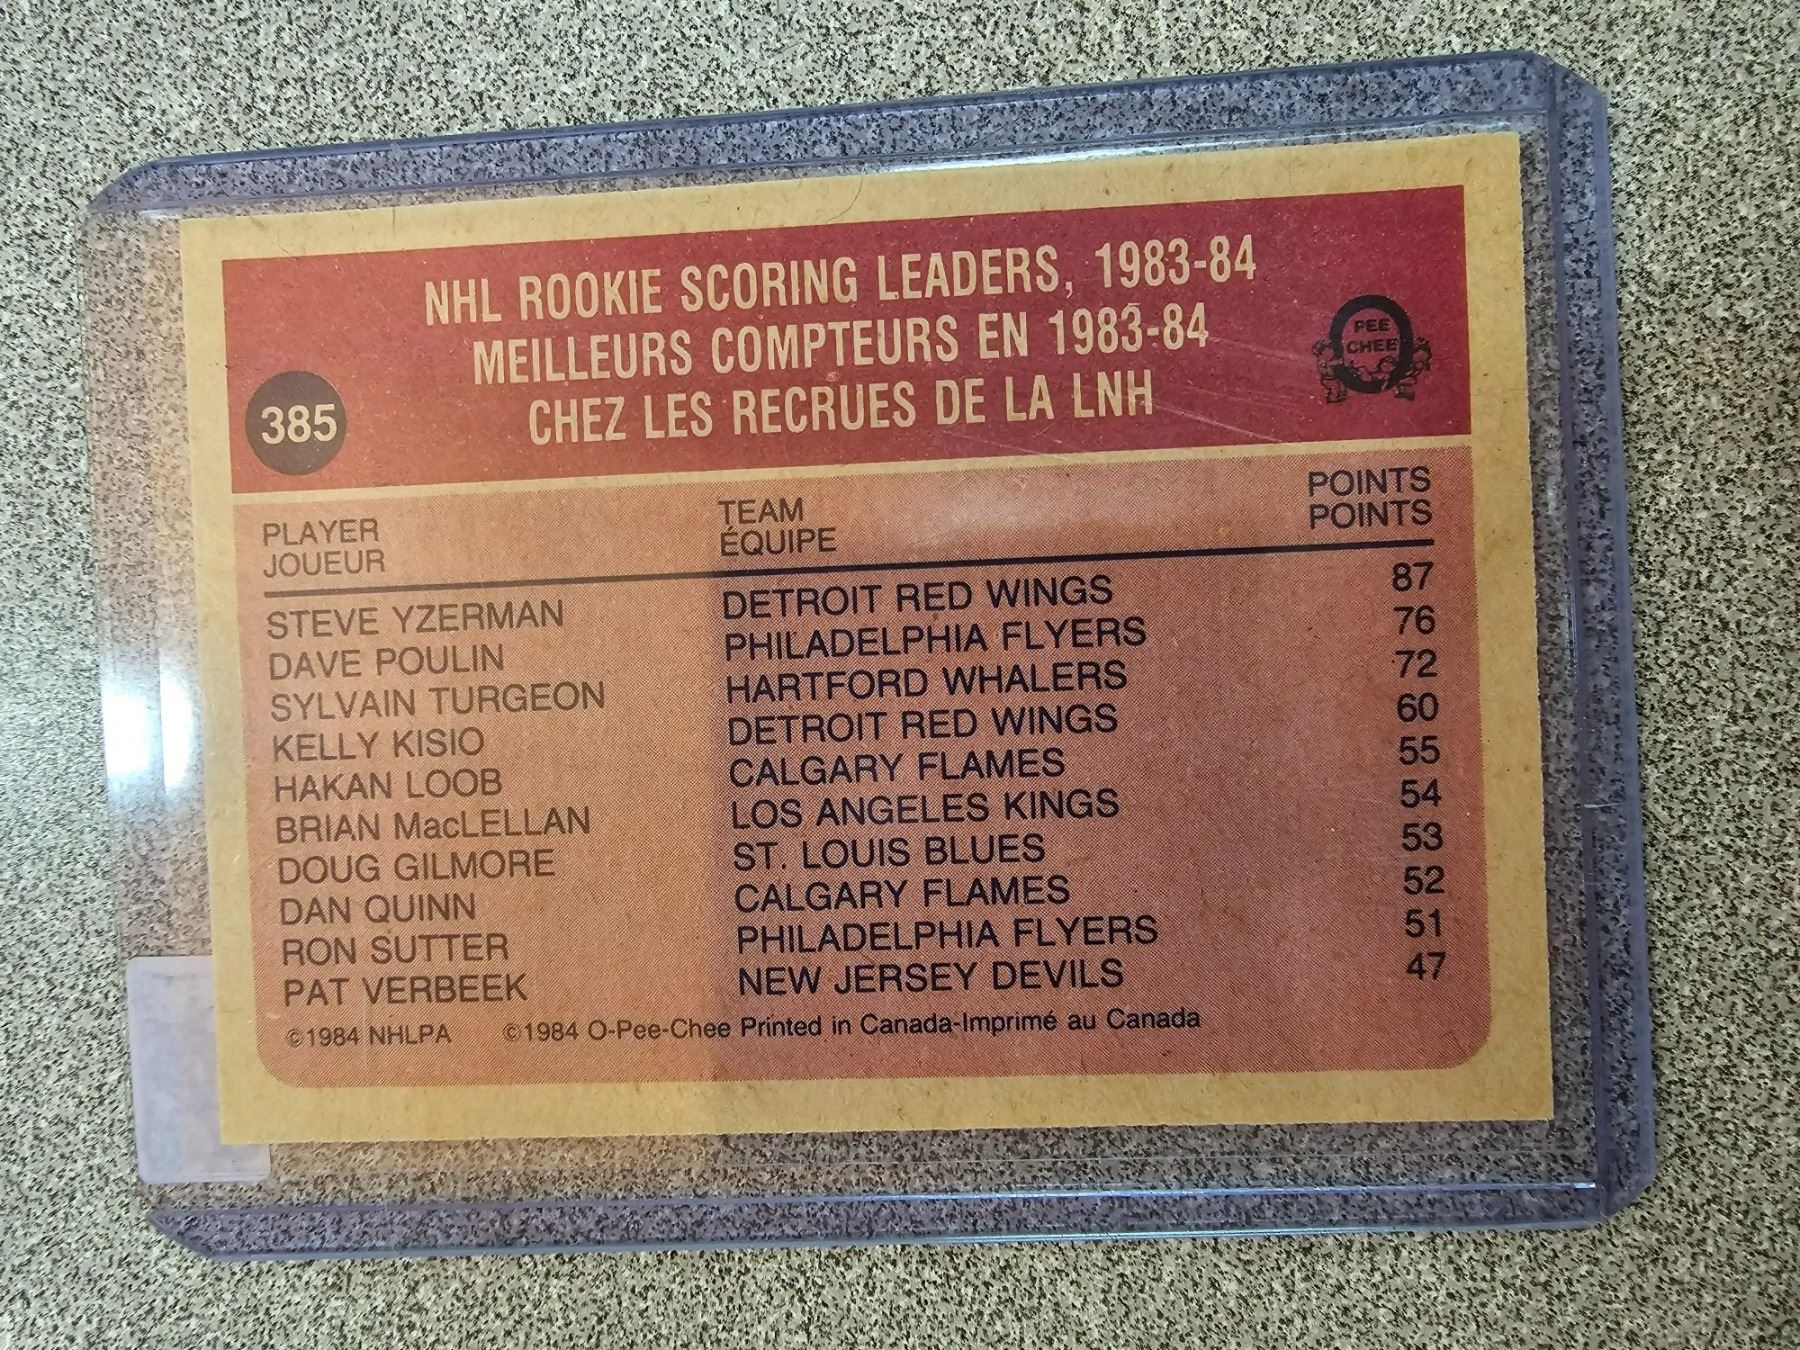 NHL ROOKIE SCORING LEADERS, 1983-84
MEILLEURS COMPTEURS EN 1983-84
CHEZ LES RECRUES DE LA LNH
385
PEE
CHEE
PLAYER TEAM POINTS
JOUEUR ÉQUIPE POINTS
STEVE YZERMAN DETROIT RED WINGS 87
DAVE POULIN PHILADELPHIA FLYERS 76
SYLVAIN TURGEON HARTFORD WHALERS 72
KELLY KISIO DETROIT RED WINGS 60
HAKAN LOOB CALGARY FLAMES 55
BRIAN MacLELLAN LOS ANGELES KINGS 54
DOUG GILMORE ST. LOUIS BLUES 53
DAN QUINN CALGARY FLAMES 52
RON SUTTER PHILADELPHIA FLYERS 51
PAT VERBEEK NEW JERSEY DEVILS 47
©1984 NHLPA ©1984 O-Pee-Chee Printed in Canada-Imprimé au Canada